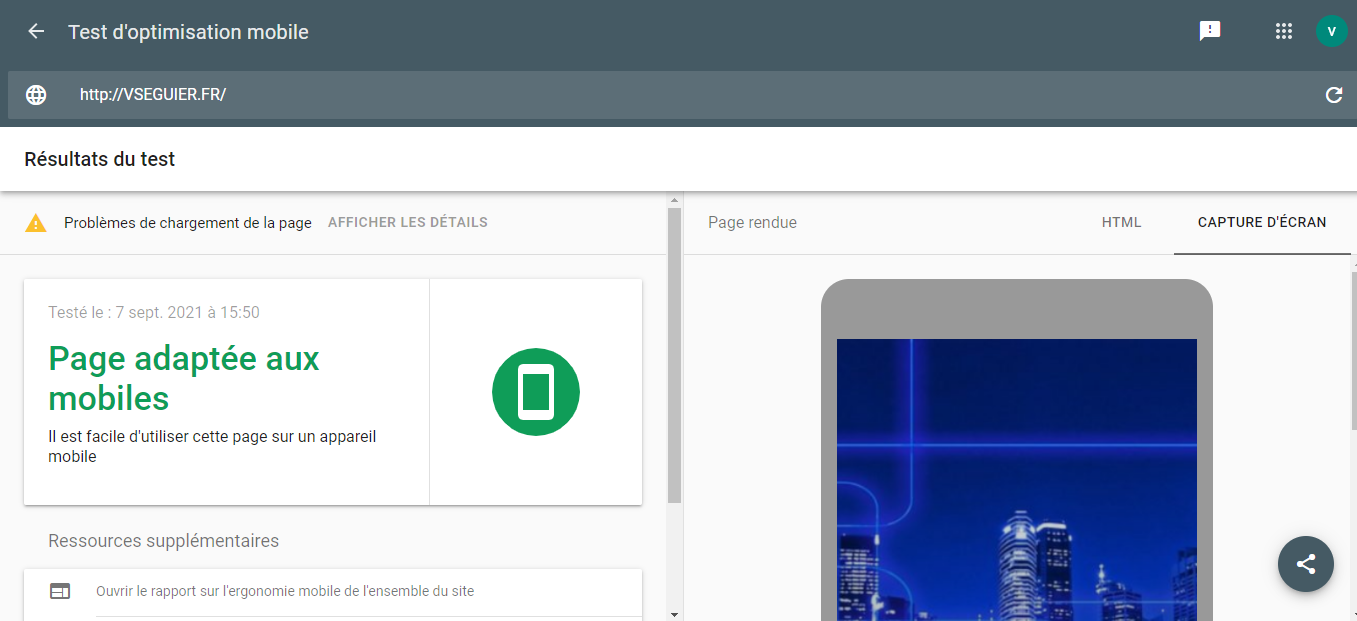 Test d'optimisation mobile
V
http://VSEGUIER.FR/
Résultats du test
Problèmes de chargement de la page AFFICHER LES DÉTAILS
Page rendue HTML CAPTURE D'ÉCRAN
Testé le : 7 sept. 2021 à 15:50
Page adaptée aux
mobiles
Il est facile d'utiliser cette page sur un appareil
mobile
Ressources supplémentaires
Ouvrir le rapport sur l'ergonomie mobile de l'ensemble du site